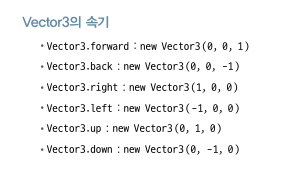 Vector3의 속기
• Vector3.forward : new Vector3(0, 0, 1)
• Vector3.back : new Vector3(0, 0, -1)
• Vector3.right : new Vector3(1, 0, 0)
• Vector3.left : new Vector3(-1, 0, 0)
• Vector3.up : new Vector3(0, 1, 0)
• Vector3.down : new Vector3(0, -1, 0)